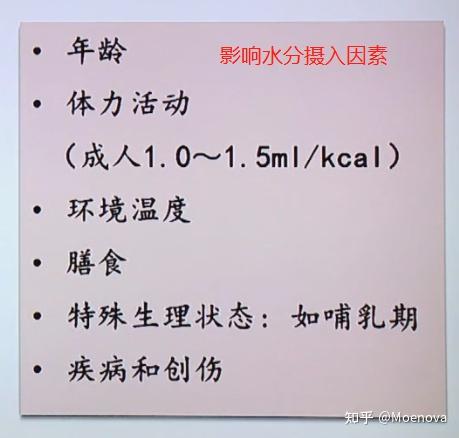 影响水分摄入因素
• 年龄
• 体力活动
(成人1.0～1.5ml/kcal)
• 环境温度
• 膳食
• 特殊生理状态：如哺乳期
• 疾病和创伤
知乎 @Moenova